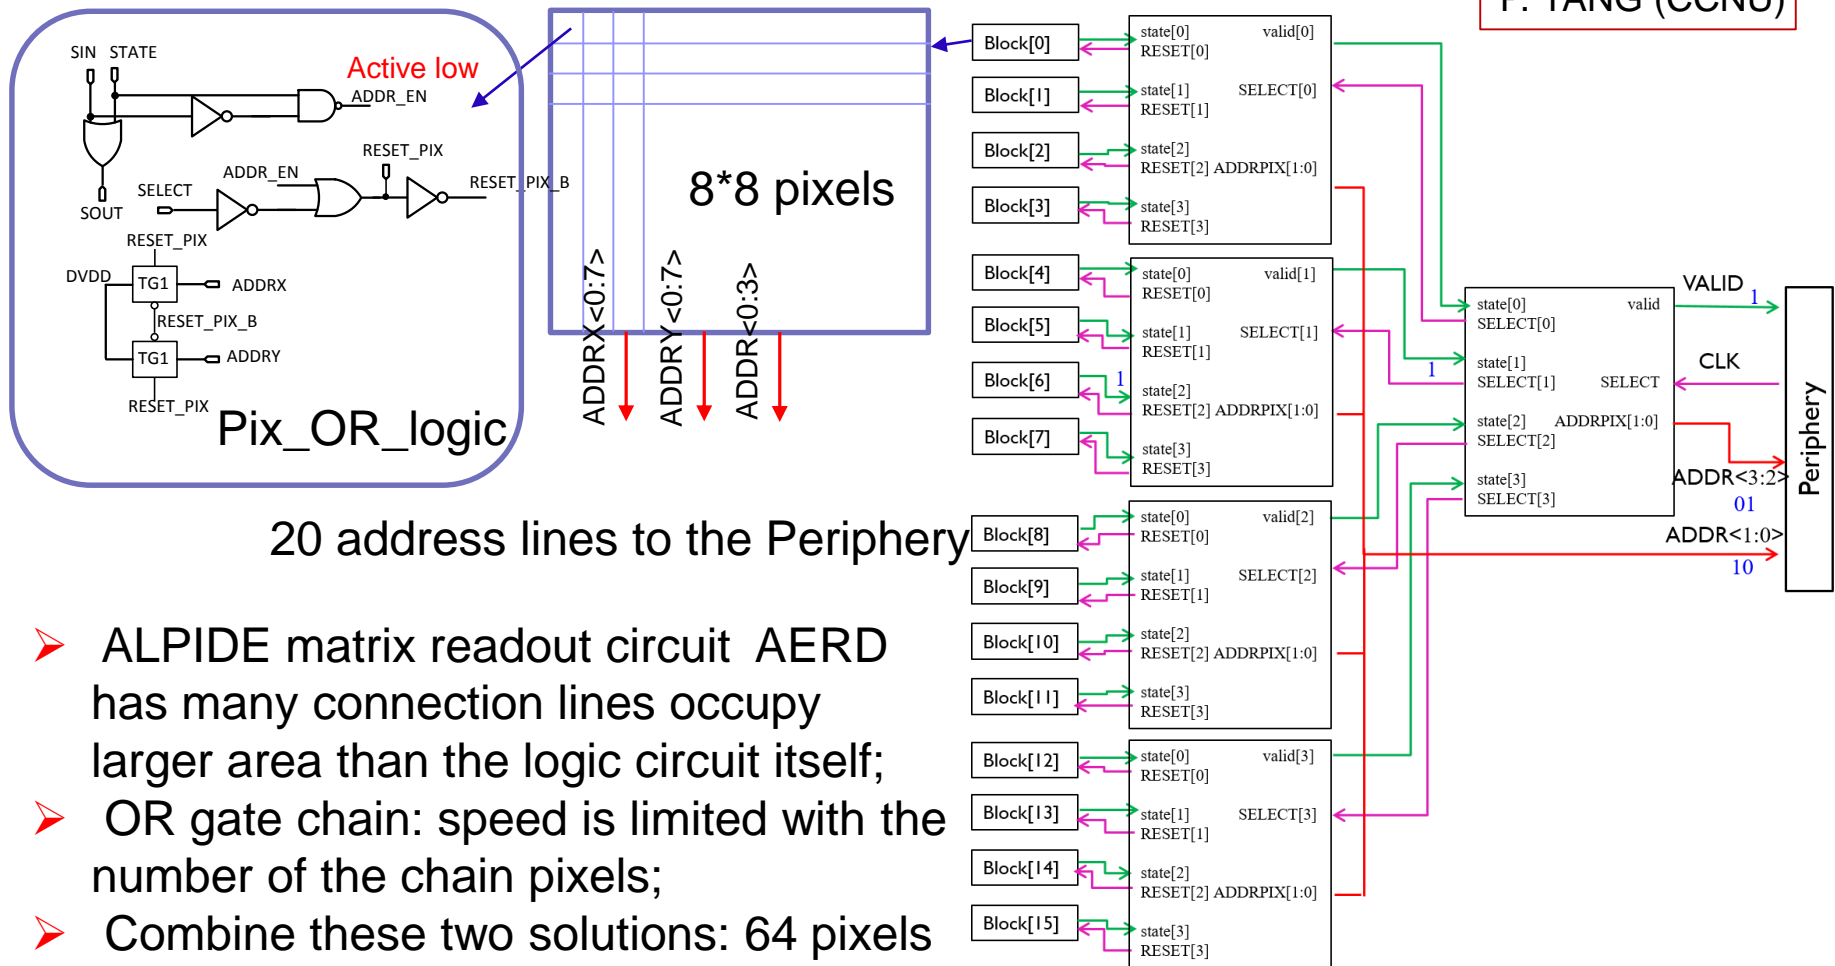 F. YANG (CCNU)
SIN STATE
Active low
ADDR_EN
SOUT
ADDR_EN
RESET_PIX
SELECT
RESET_PIX_B
RESET_PIX
DVDD
TG1
ADDRX
RESET_PIX_B
TG1
ADDRY
RESET_PIX
Pix_OR_logic
8*8 pixels
ADDRX<0:7>
ADDRY<0:7>
ADDR<0:3>
20 address lines to the Periphery
ALPIDE matrix readout circuit AERD
has many connection lines occupy
larger area than the logic circuit itself;
OR gate chain: speed is limited with the
number of the chain pixels;
Combine these two solutions: 64 pixels
Block[0]
Block[1]
Block[2]
Block[3]
state[0] valid[0]
RESET[0]
state[1] SELECT[0]
RESET[1]
state[2]
RESET[2] ADDRPIX[1:0]
state[3]
RESET[3]
Block[4]
Block[5]
Block[6]
Block[7]
state[0] valid[1]
RESET[0]
state[1] SELECT[1]
RESET[1]
1
state[2]
RESET[2] ADDRPIX[1:0]
state[3]
RESET[3]
Block[8]
Block[9]
Block[10]
Block[11]
state[0] valid[2]
RESET[0]
state[1] SELECT[2]
RESET[1]
state[2]
RESET[2] ADDRPIX[1:0]
state[3]
RESET[3]
Block[12]
Block[13]
Block[14]
Block[15]
state[0] valid[3]
RESET[0]
state[1] SELECT[3]
RESET[1]
state[2]
RESET[2] ADDRPIX[1:0]
state[3]
RESET[3]
state[0] valid
SELECT[0]
state[1]
1
SELECT[1] SELECT
state[2] ADDRPIX[1:0]
SELECT[2]
state[3]
SELECT[3]
VALID
1
CLK
ADDR<3:2>
01
ADDR<1:0>
10
Periphery